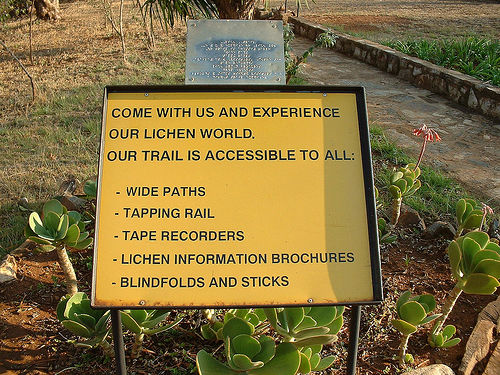 COME WITH US AND EXPERIENCE
OUR LICHEN WORLD.
OUR TRAIL IS ACCESSIBLE TO ALL:
- WIDE PATHS
- TAPPING RAIL
- TAPE RECORDERS
- LICHEN INFORMATION BROCHURES
- BLINDFOLDS AND STICKS